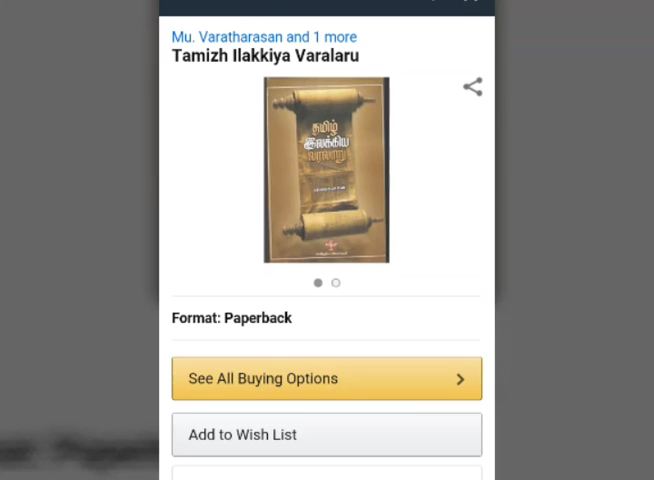 Mu. Varatharasan and 1 more
Tamizh Ilakkiya Varalaru
தமிழ்
இலக்கிய
வரலாறு
Format: Paperback
See All Buying Options
Add to Wish List